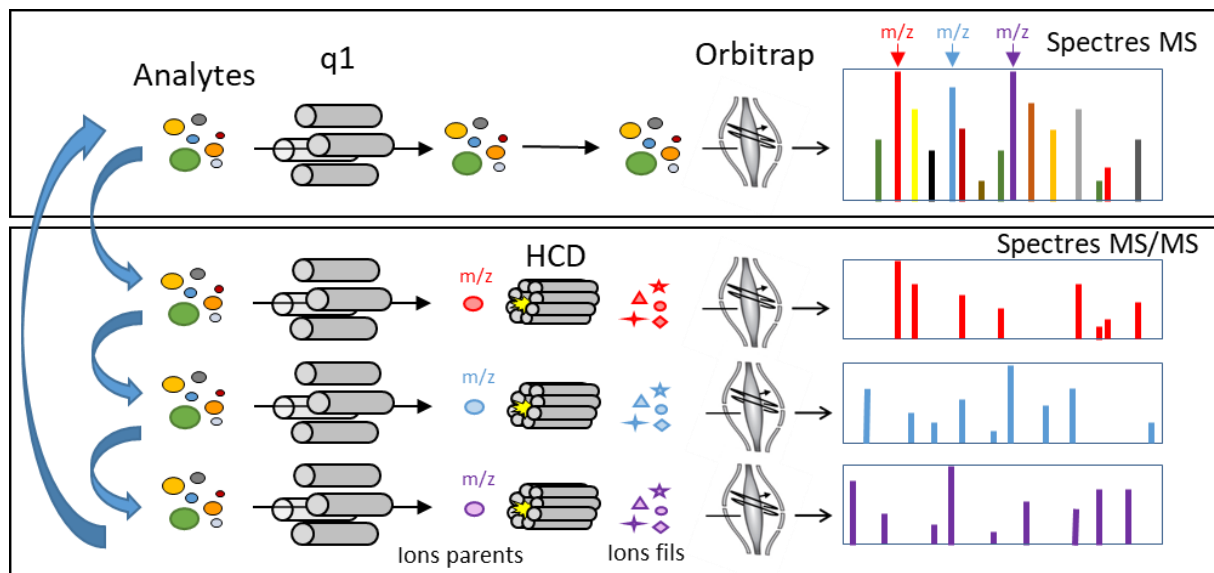 m/z m/z m/z
Spectres MS
Analytes
q1
Orbitrap
Spectres MS/MS
HCD
m/z
m/z
m/z
Ions parents
Ions fils